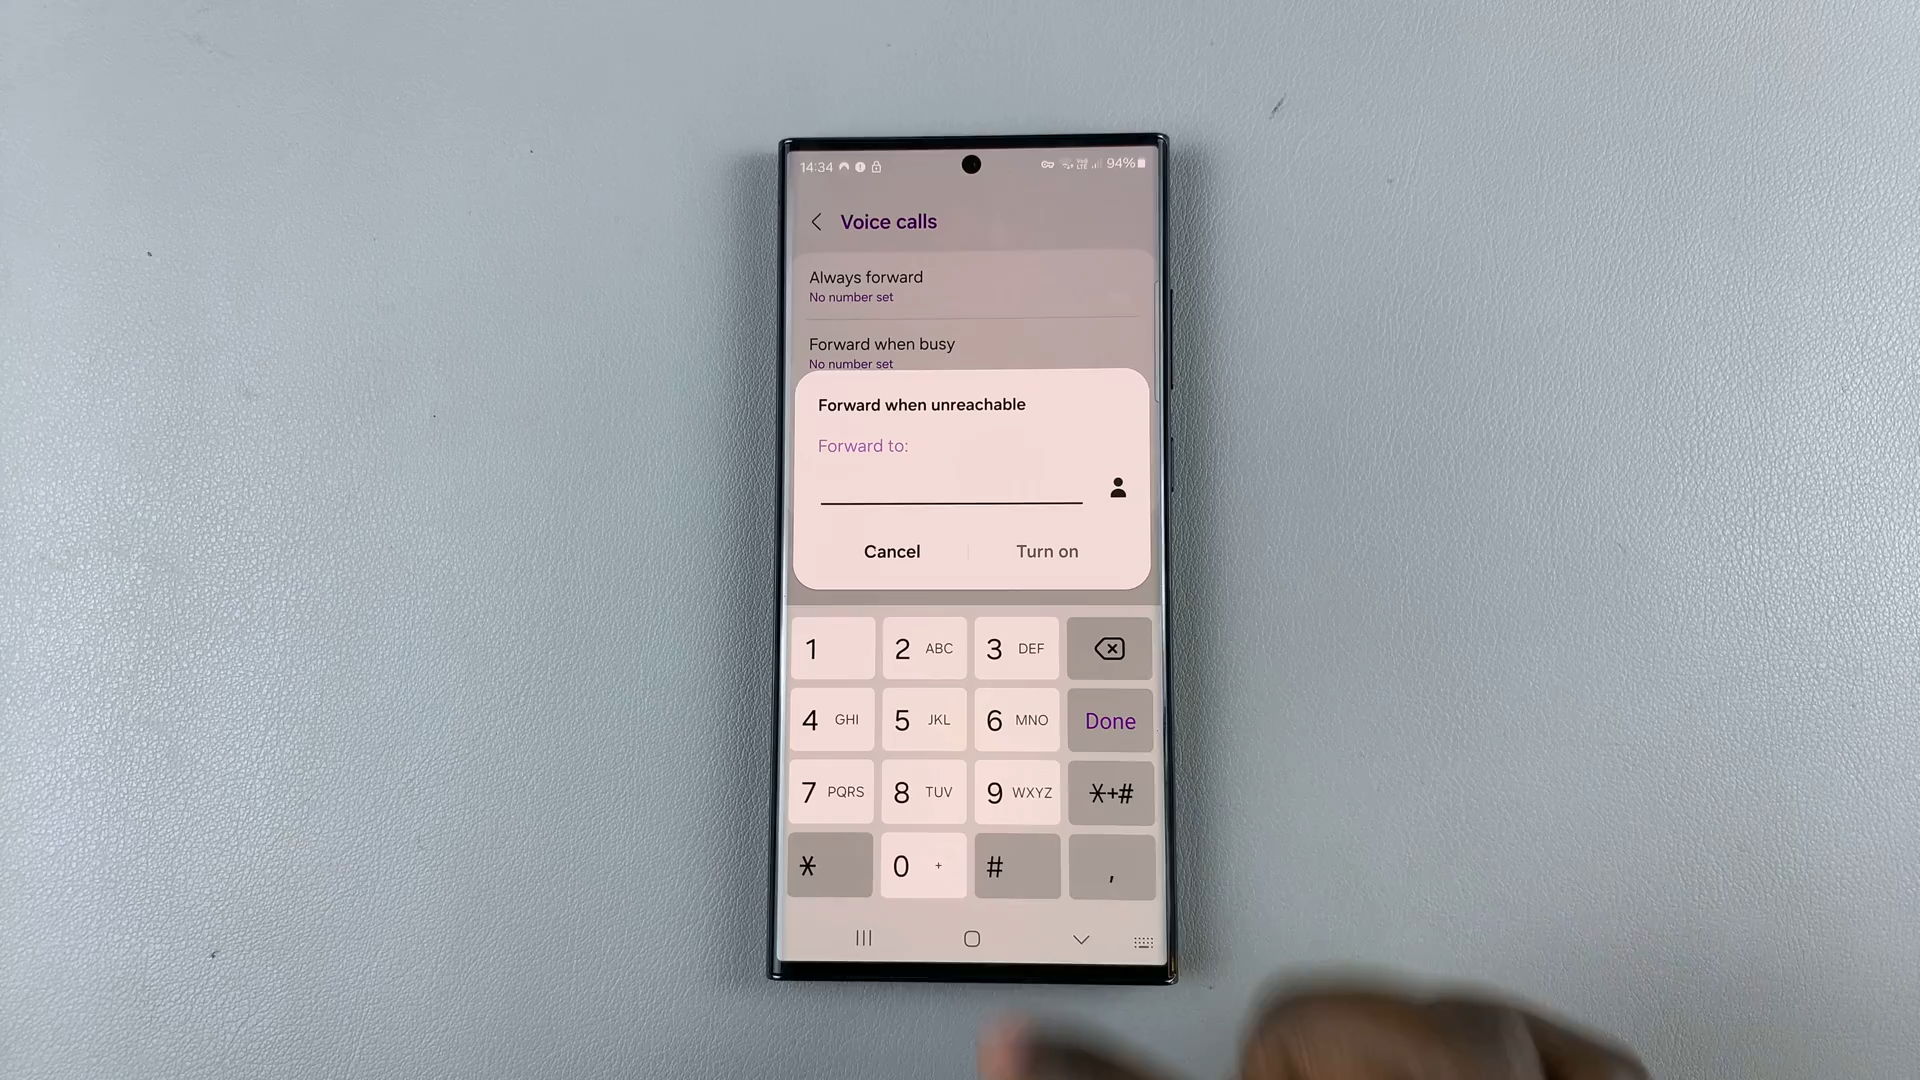 14:34 94%
Voice calls
Always forward
No number set
Forward when busy
No number set
Forward when unreachable
Forward to:
Cancel Turn on
1 2 ABC 3 DEF
4 GHI 5 JKL 6 MNO Done
7 PQRS 8 TUV 9 WXYZ *+#
* 0 + # ,